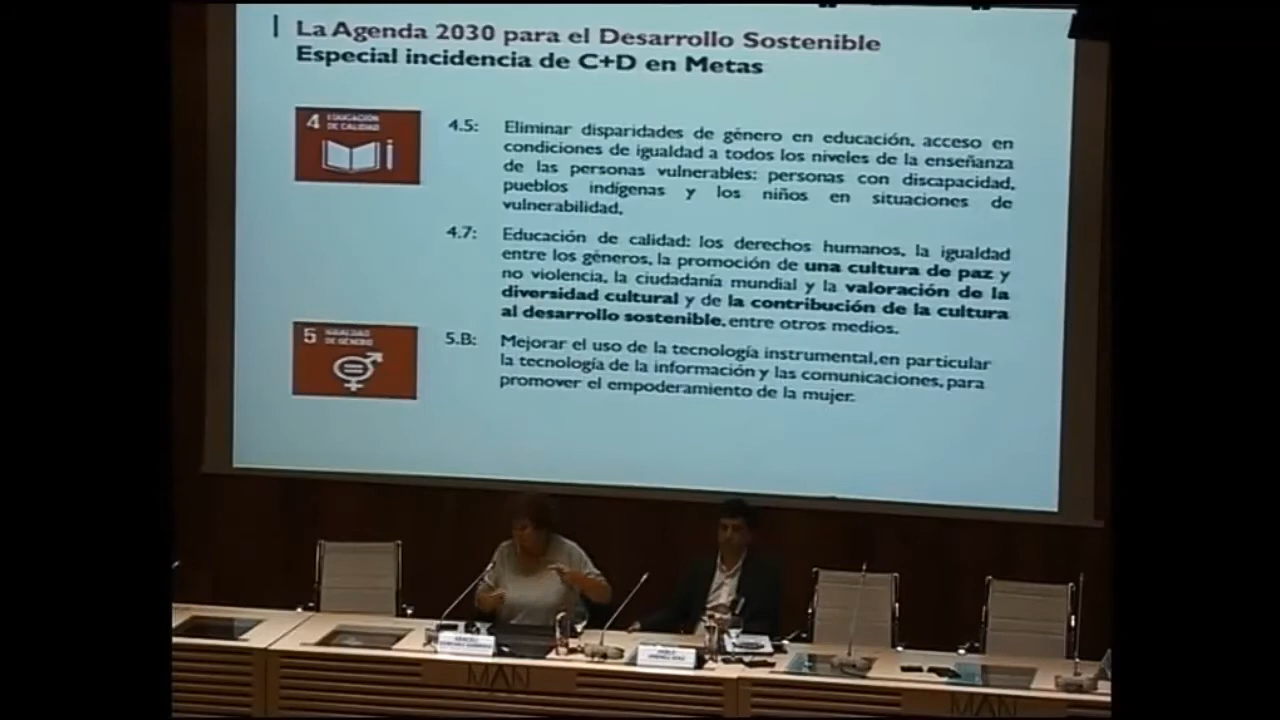 La Agenda 2030 para el Desarrollo Sostenible
Especial incidencia de C+D en Metas
4 EDUCACIÓN
DE CALIDAD
4.5: Eliminar disparidades de género en educación, acceso en
condiciones de igualdad a todos los niveles de la enseñanza
de las personas vulnerables: personas con discapacidad,
pueblos indígenas y los niños en situaciones de
vulnerabilidad.
4.7: Educación de calidad: los derechos humanos, la igualdad
entre los géneros, la promoción de una cultura de paz y
no violencia, la ciudadanía mundial y la valoración de la
diversidad cultural y de la contribución de la cultura
al desarrollo sostenible, entre otros medios.
5 IGUALDAD
DE GÉNERO
5.B: Mejorar el uso de la tecnología instrumental, en particular
la tecnología de la información y las comunicaciones, para
promover el empoderamiento de la mujer.
MAN
MAN